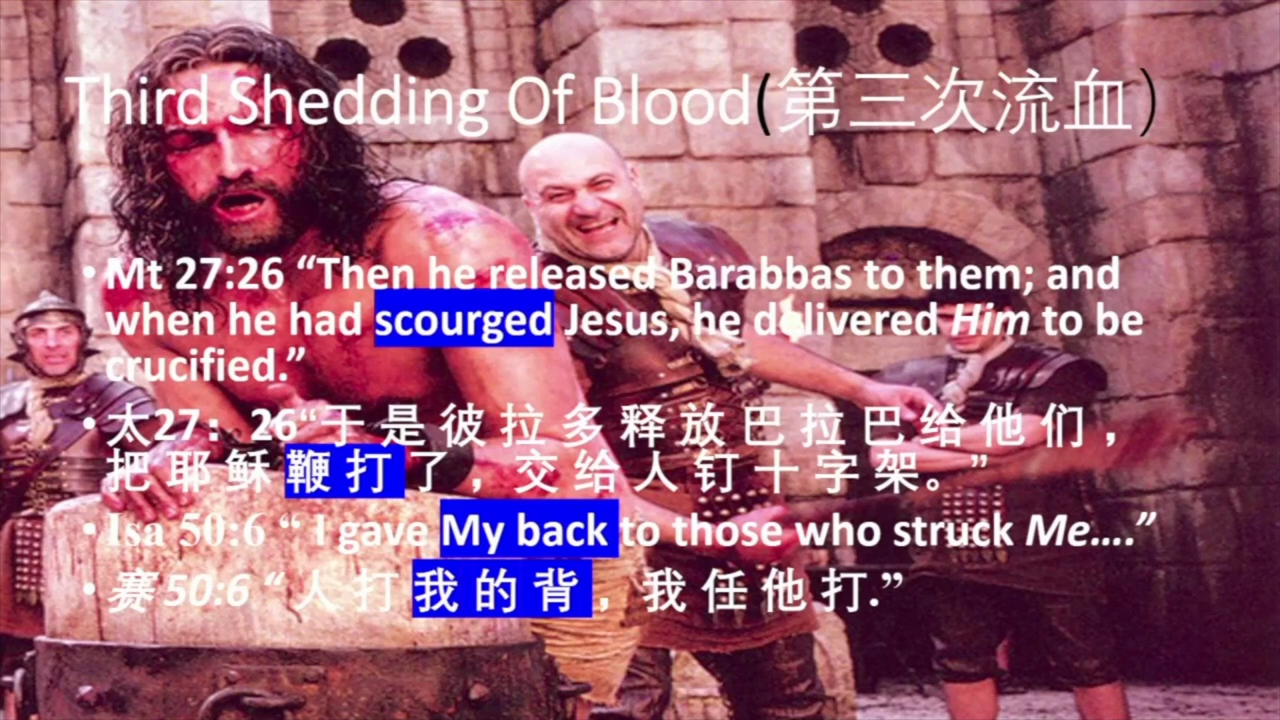 Third Shedding Of Blood(第三次流血）
• Mt 27:26 “Then he released Barabbas to them; and
when he had scourged Jesus, he delivered Him to be
crucified.”
• 太27：26“于 是 彼 拉 多 释 放 巴 拉 巴 给 他 们 ，
把 耶 稣 鞭 打 了 ， 交 给 人 钉 十 字 架。”
• Isa 50:6 “ I gave My back to those who struck Me....”
• 赛 50:6 “ 人 打 我 的 背 ， 我 任 他 打.”